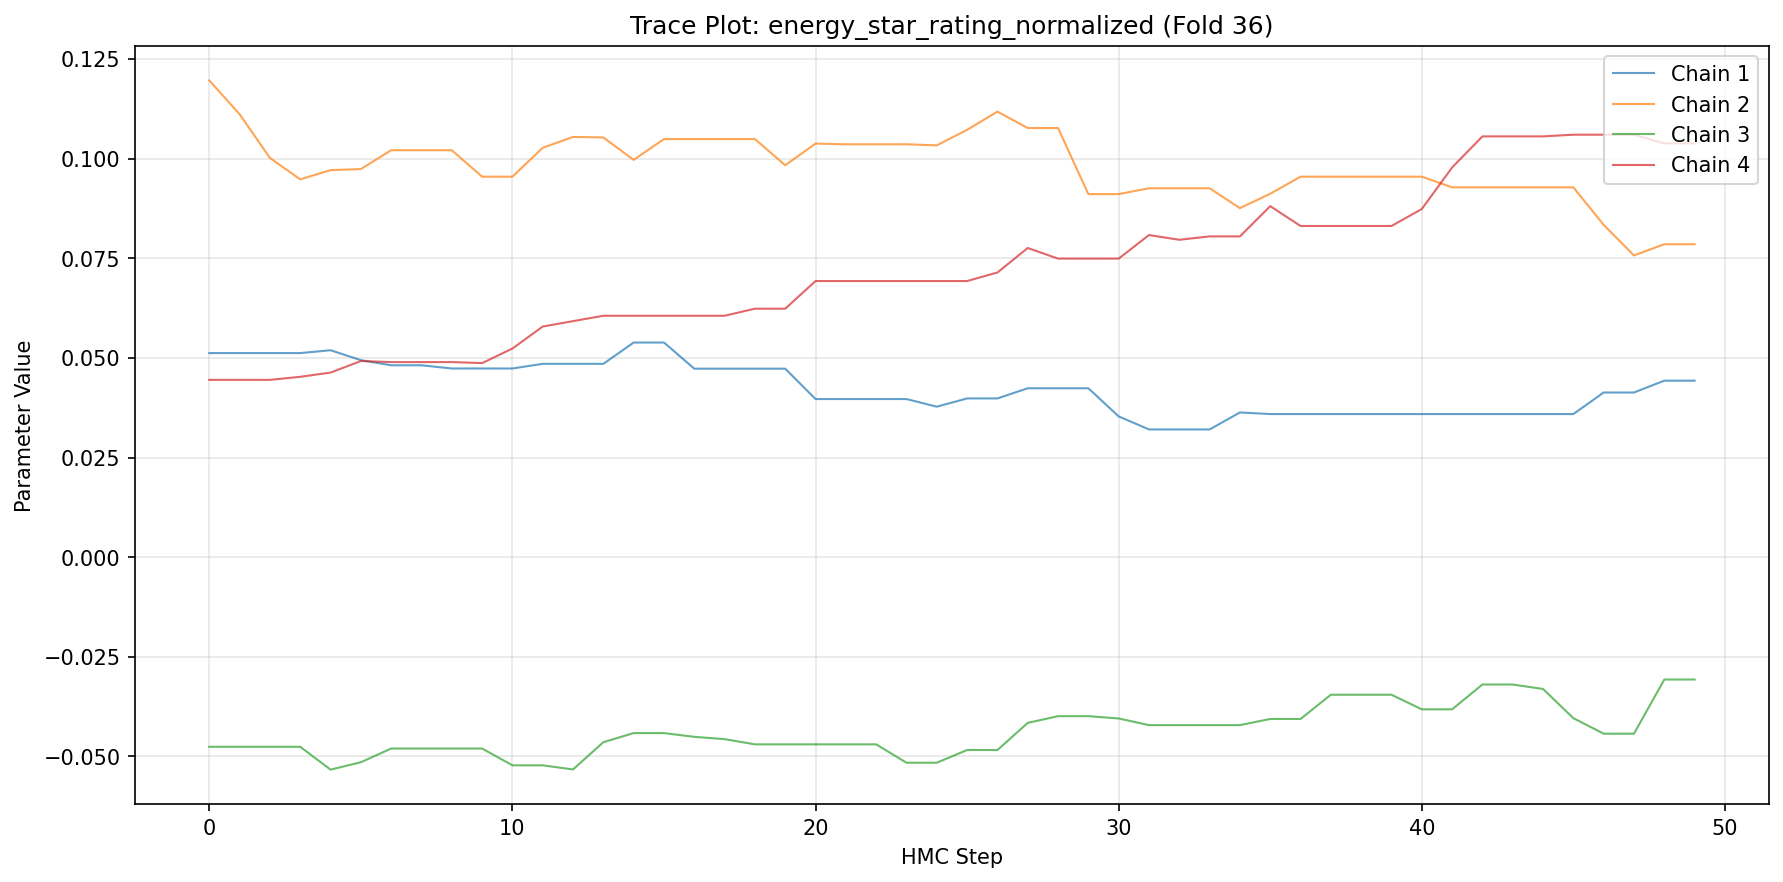 Trace Plot: energy_star_rating_normalized (Fold 36)
Parameter Value
0.125
0.100
0.075
0.050
0.025
0.000
−0.025
−0.050
Chain 1
Chain 2
Chain 3
Chain 4
0 10 20 30 40 50
HMC Step